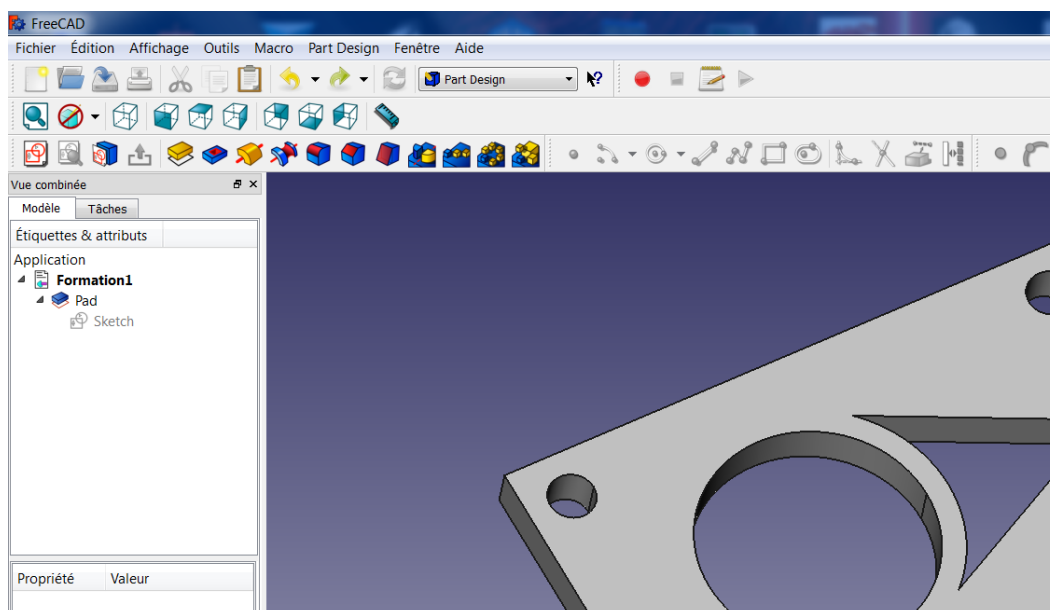 FreeCAD
Fichier Édition Affichage Outils Macro Part Design Fenêtre Aide
Part Design
Vue combinée
Modèle Tâches
Étiquettes & attributs
Application
Formation1
Pad
Sketch
Propriété Valeur